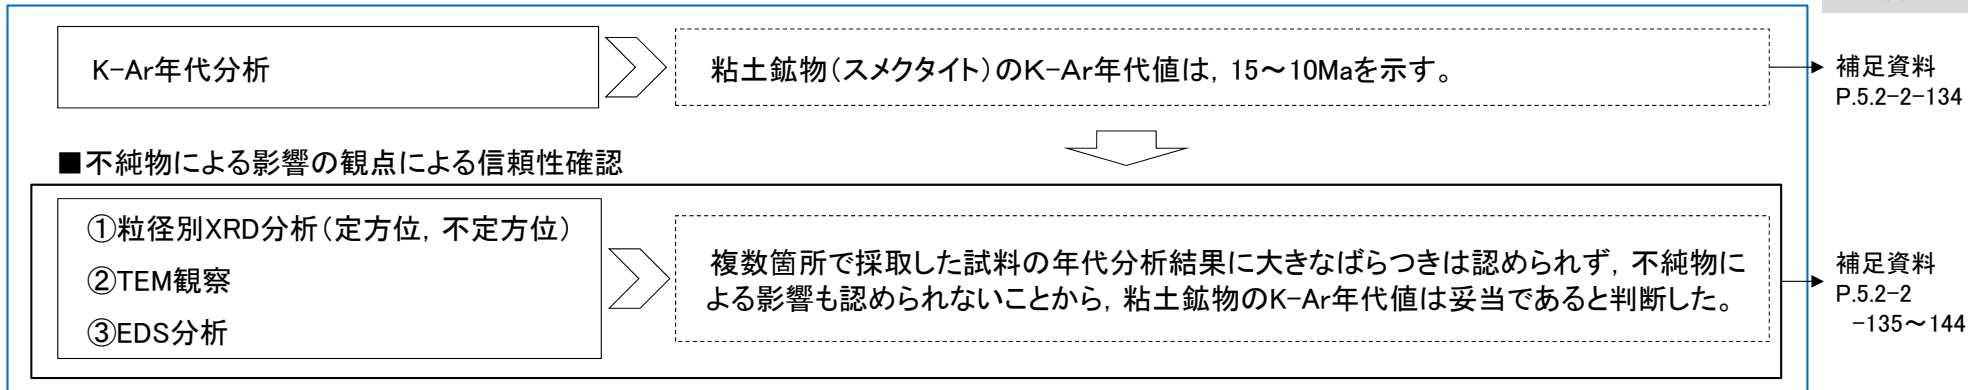 K-Ar年代分析
粘土鉱物(スメクタイト)のK-Ar年代値は，15～10Maを示す。
補足資料
P.5.2-2-134
■不純物による影響の観点による信頼性確認
①粒径別XRD分析(定方位，不定方位)
②TEM観察
③EDS分析
複数箇所で採取した試料の年代分析結果に大きなばらつきは認められず，不純物に
よる影響も認められないことから，粘土鉱物のK-Ar年代値は妥当であると判断した。
補足資料
P.5.2-2
-135～144